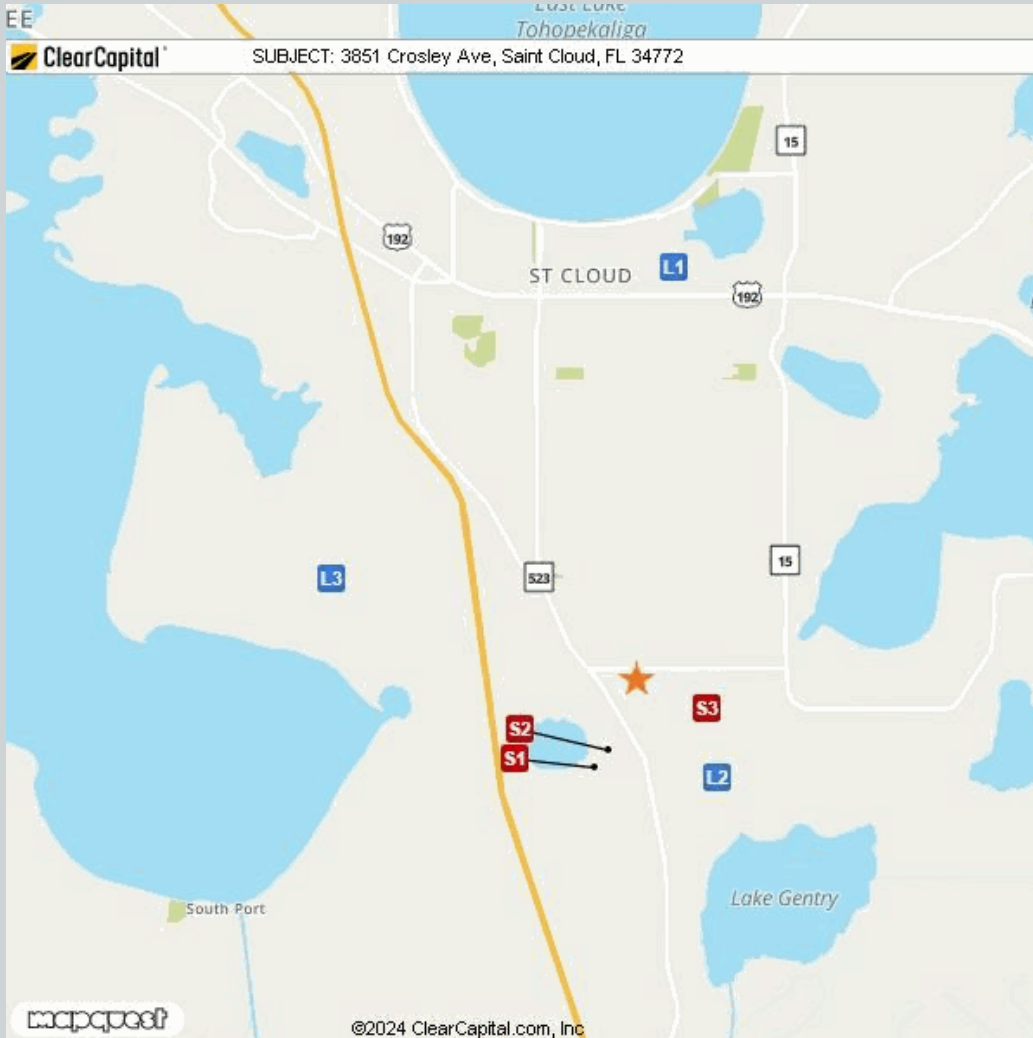 EE
East Lake
Tohopekaliga
ClearCapital
SUBJECT: 3851 Crosley Ave, Saint Cloud, FL 34772
15
192
L1
ST CLOUD
192
L3
523
15
S3
S2
S1
L2
Lake Gentry
South Port
mapquest
©2024 ClearCapital.com, Inc